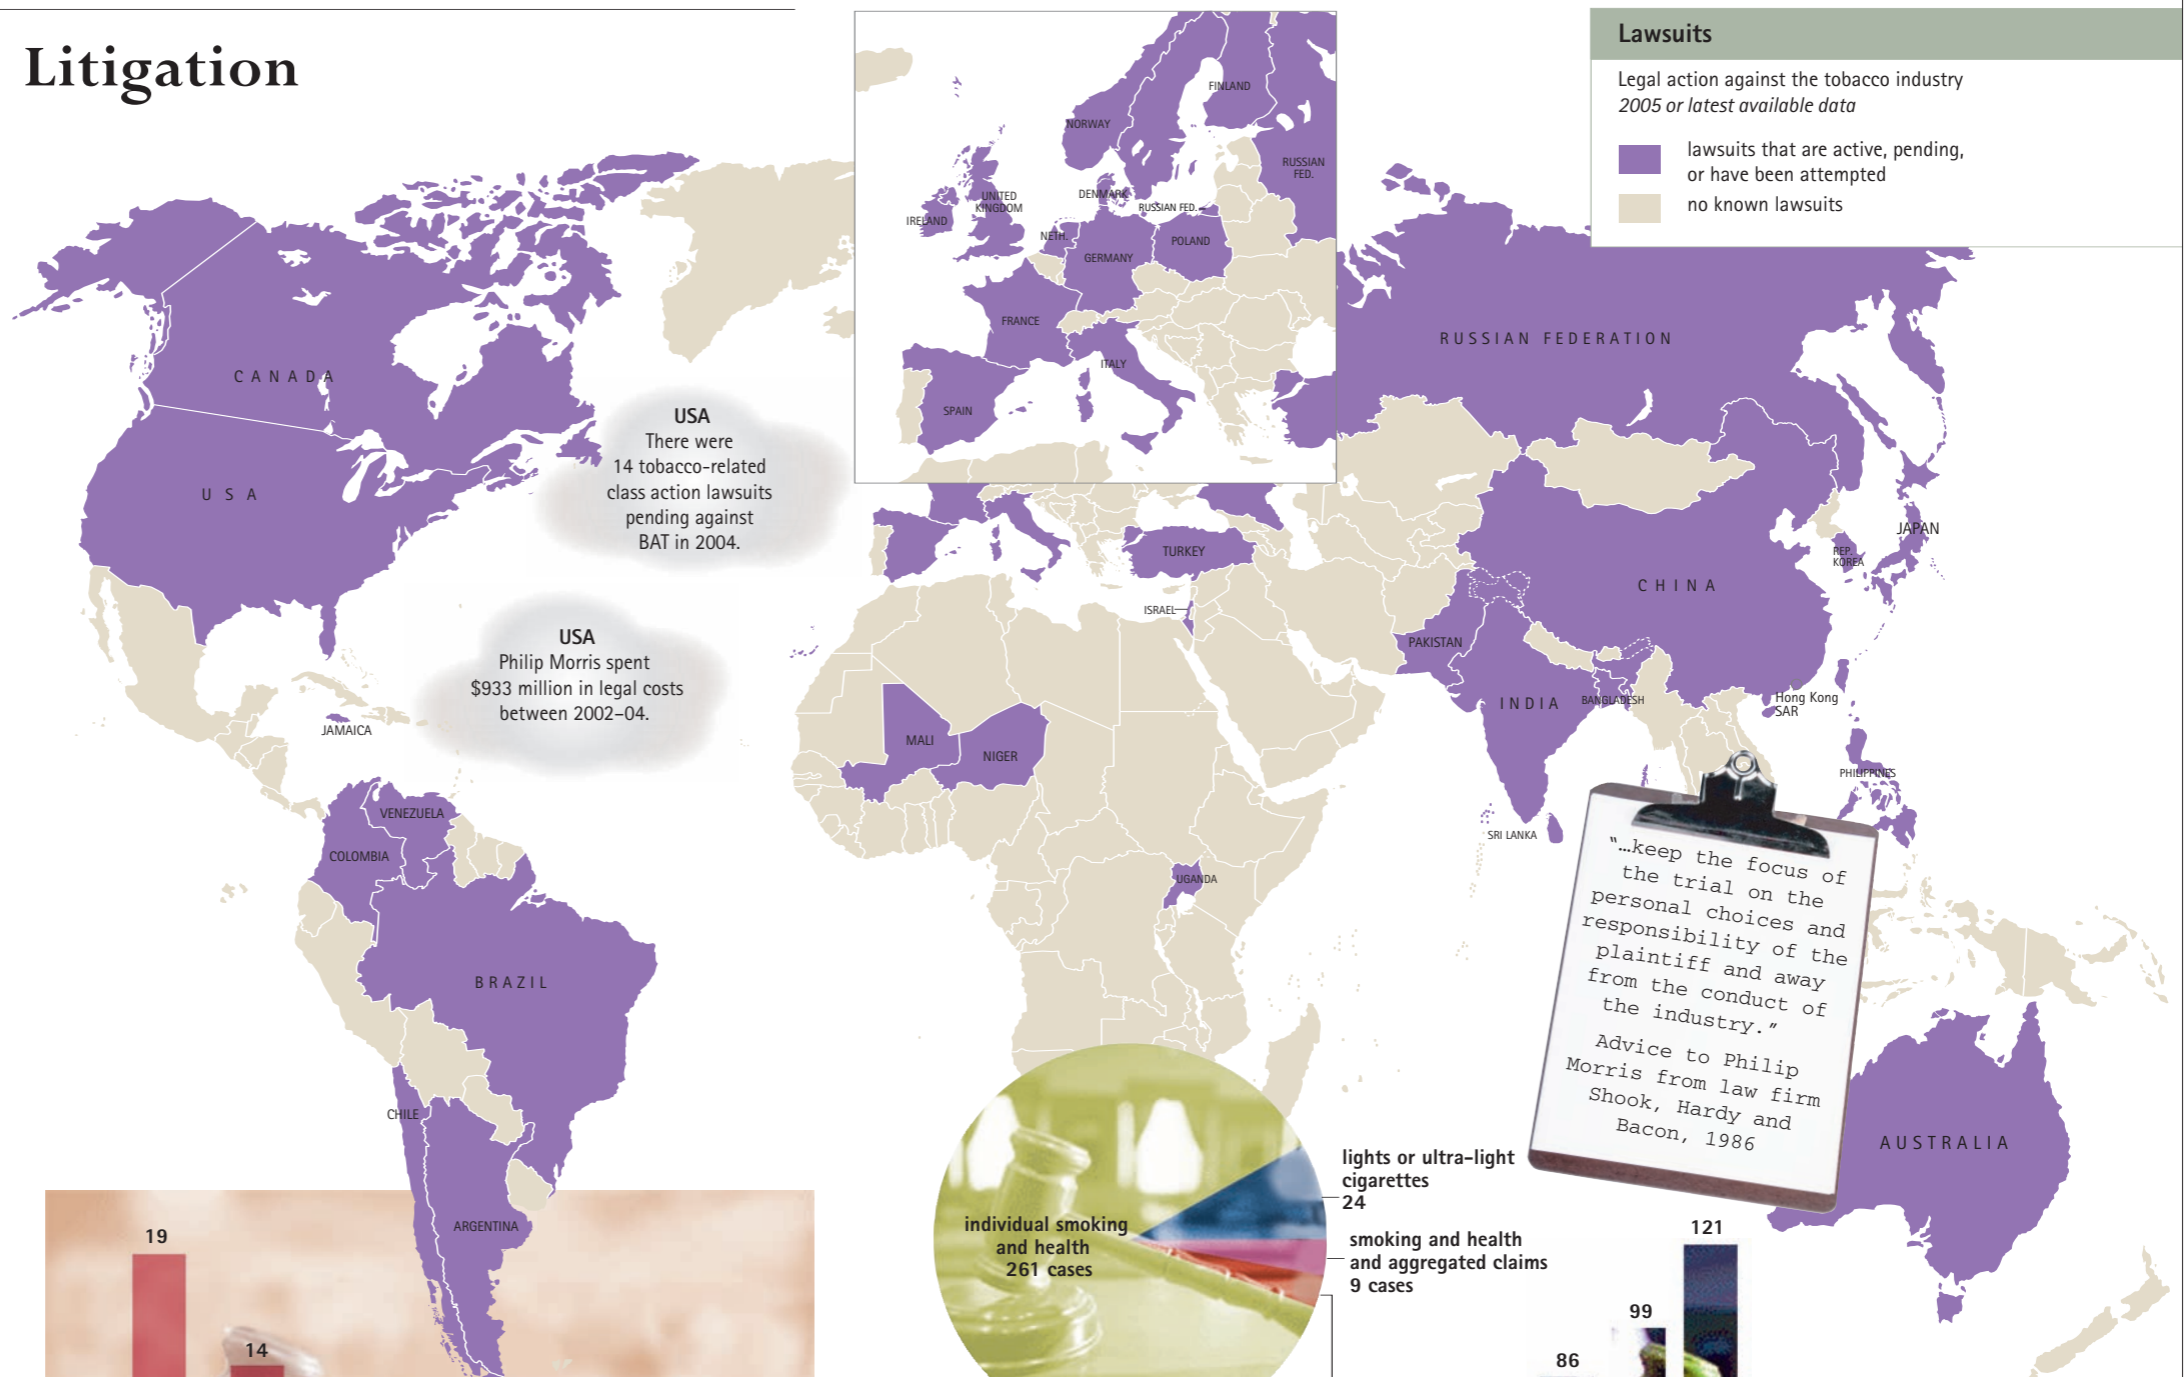 Litigation
Lawsuits
Legal action against the tobacco industry
2005 or latest available data
lawsuits that are active, pending,
or have been attempted
no known lawsuits
FINLAND
NORWAY
RUSSIAN
FED.
UNITED
KINGDOM
DENMARK
RUSSIAN FED.
IRELAND
NETH.
POLAND
GERMANY
FRANCE
ITALY
SPAIN
RUSSIAN FEDERATION
CANADA
USA
USA
There were
14 tobacco-related
class action lawsuits
pending against
BAT in 2004.
TURKEY
JAPAN
REP.
KOREA
CHINA
ISRAEL
PAKISTAN
USA
Philip Morris spent
$933 million in legal costs
between 2002–04.
JAMAICA
MALI
NIGER
INDIA
BANGLADESH
Hong Kong
SAR
PHILIPPINES
VENEZUELA
COLOMBIA
SRI LANKA
UGANDA
BRAZIL
"…keep the focus of
the trial on the
personal choices and
responsibility of the
plaintiff and away
from the conduct of
the industry."
Advice to Philip
Morris from law firm
Shook, Hardy and
Bacon, 1986
CHILE
ARGENTINA
AUSTRALIA
19
14
individual smoking
and health
261 cases
lights or ultra-light
cigarettes
24
smoking and health
and aggregated claims
9 cases
121
99
86